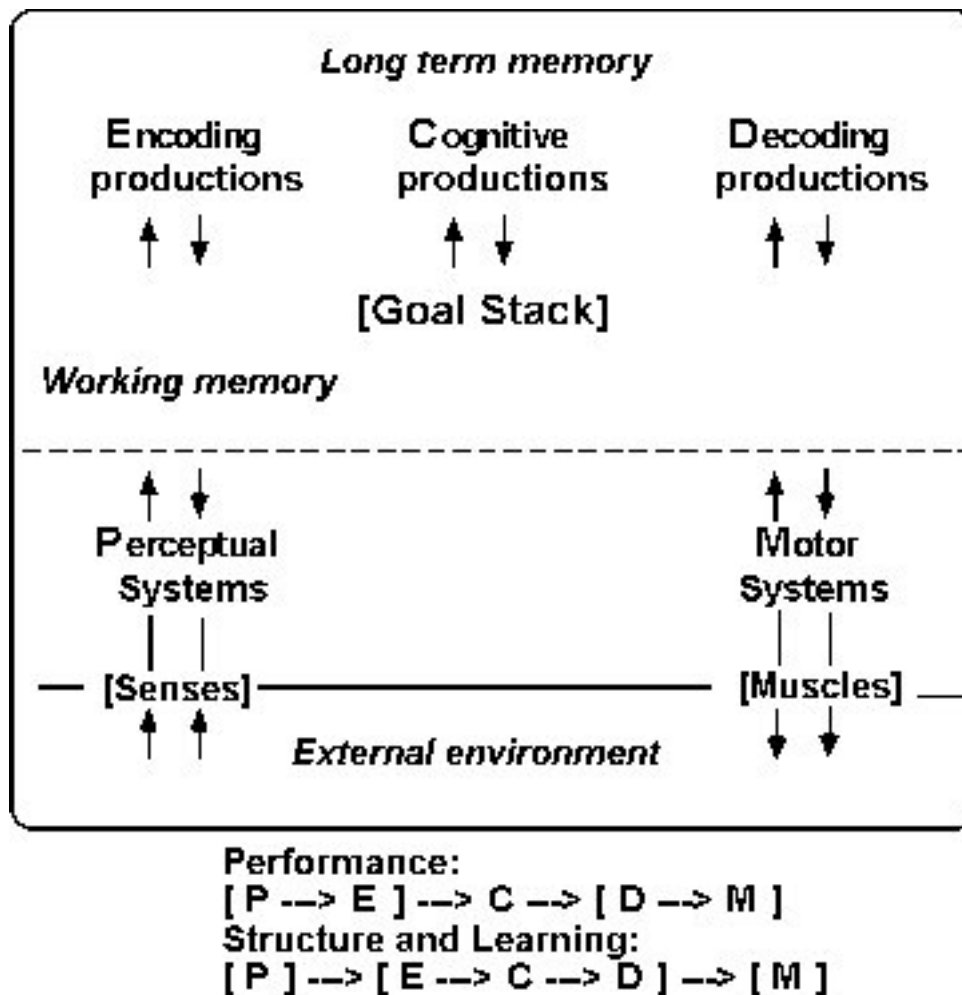 Long term memory
Encoding productions
Cognitive productions
Decoding productions
[Goal Stack]
Working memory
Perceptual Systems
Motor Systems
[Senses]
[Muscles]
External environment
Performance:
[ P ---> E ] ---> C ---> [ D ---> M ]
Structure and Learning:
[ P ] ---> [ E ---> C ---> D ] ---> [ M ]